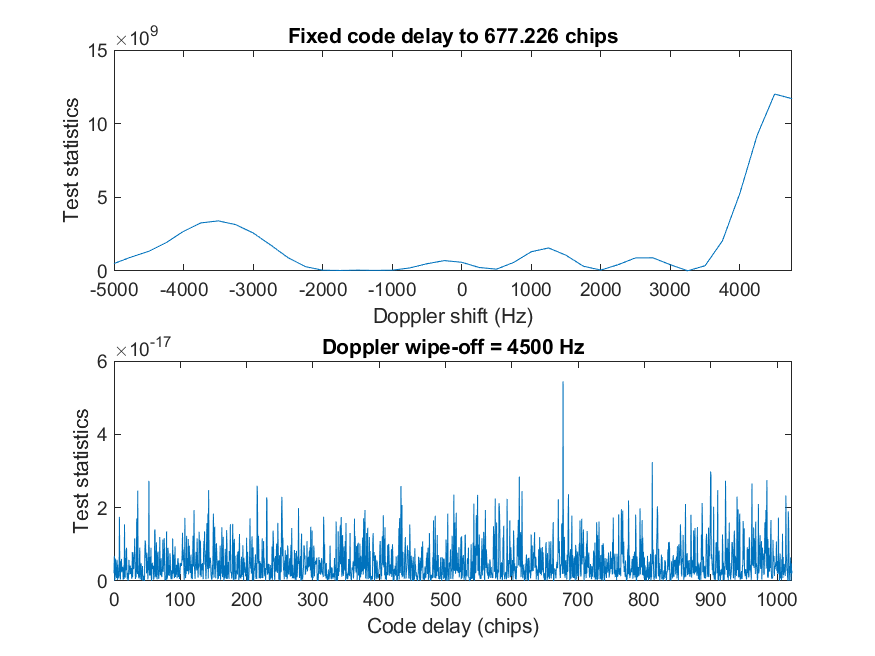 ×10^9
Fixed code delay to 677.226 chips
15
10
5
0
Test statistics
-5000 -4000 -3000 -2000 -1000 0 1000 2000 3000 4000
Doppler shift (Hz)
×10^-17
Doppler wipe-off = 4500 Hz
6
4
2
0
Test statistics
0 100 200 300 400 500 600 700 800 900 1000
Code delay (chips)